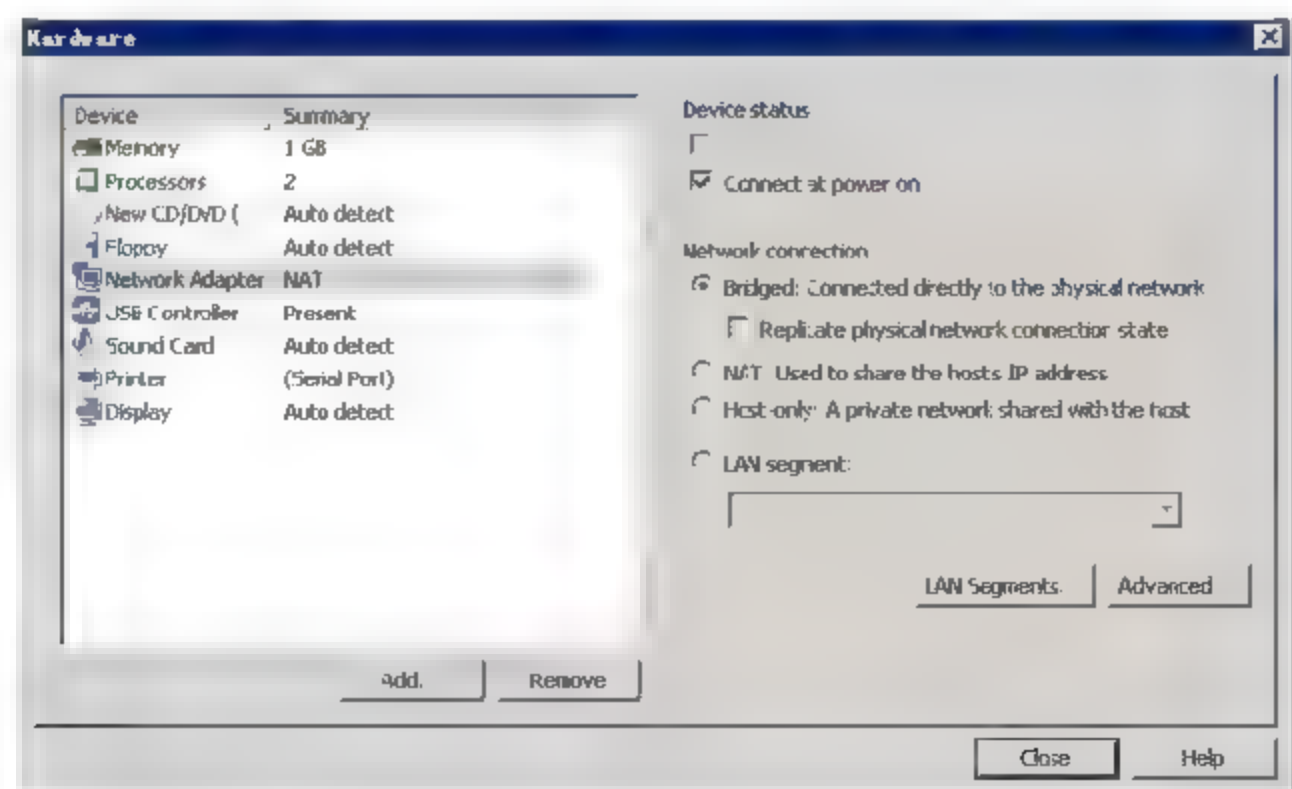 Hardware
Device Summary
Memory 1 GB
Processors 2
New CD/DVD ( Auto detect
Floppy Auto detect
Network Adapter NAT
USB Controller Present
Sound Card Auto detect
Printer (Serial Port)
Display Auto detect
Add.
Remove
Device status
Connect at power on
Network connection
Bridged: Connected directly to the physical network
Replicate physical network connection state
NAT Used to share the hosts IP address
Host-only: A private network shared with the host
LAN segment:
LAN Segments.
Advanced
Close
Help